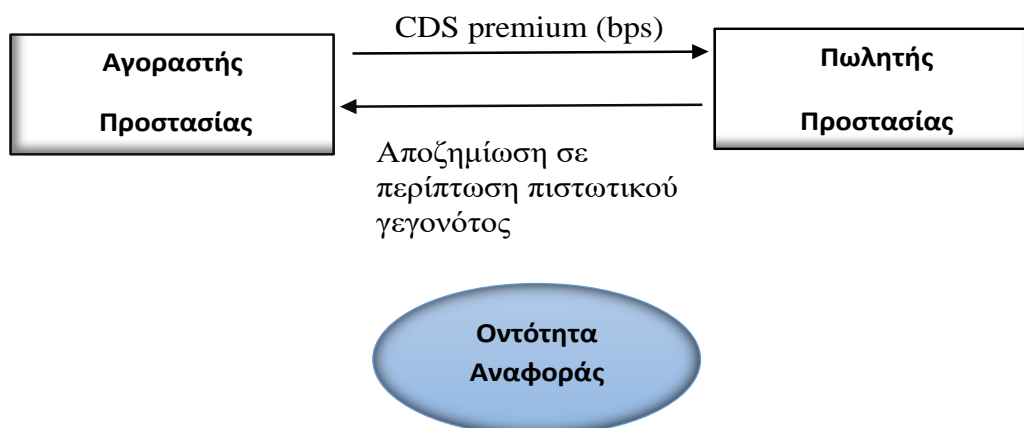 CDS premium (bps)
Αγοραστής
Προστασίας
Πωλητής
Προστασίας
Αποζημίωση σε
περίπτωση πιστωτικού
γεγονότος
Οντότητα
Αναφοράς